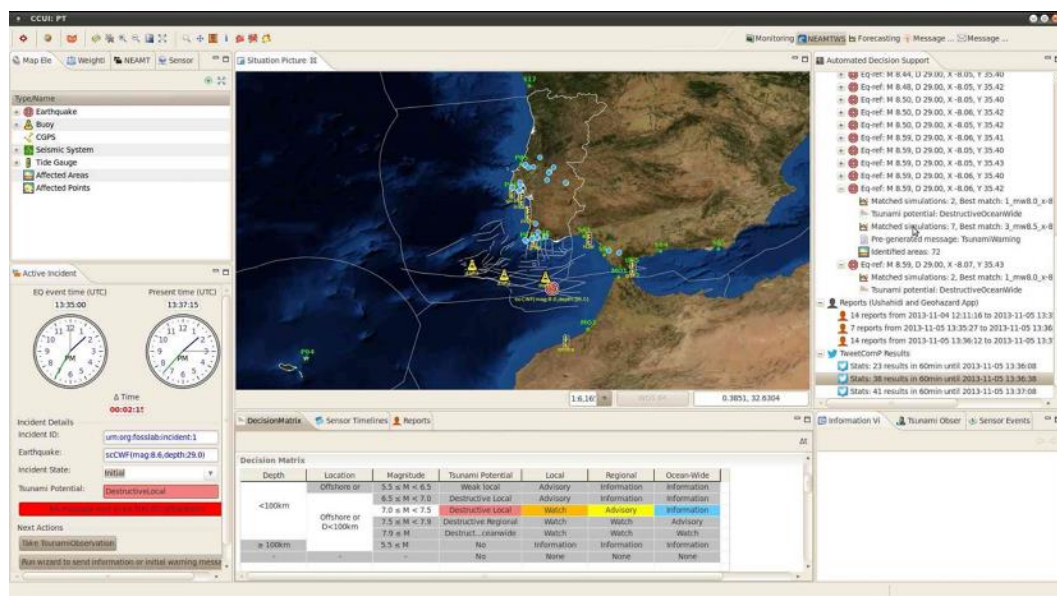 CCUI: PT
Monitoring NEAMTWS Forecasting Message ... Message ...
Map Ele Weighti NEAMT Sensor
Type/Name
Earthquake
Buoy
CGPS
Seismic System
Tide Gauge
Affected Areas
Affected Points
Active Incident
EQ event time (UTC) Present time (UTC)
13:35:00 13:37:15
PM PM
Δ Time
Incident Details
Incident ID: urn:org:fosslab:incident:1
Earthquake: scCWF(mag:8.6,depth:29.0)
Incident State: Initial
Tsunami Potential: DestructiveLocal
Next Actions
Take TsunamiObservation
Run wizard to send information or initial warning messa
Situation Picture
P04
MO3
0.3851, 32.6304
DecisionMatrix Sensor Timelines Reports
Decision Matrix
Depth Location Magnitude Tsunami Potential Local Regional Ocean-Wide
<100km Offshore or 5.5 ≤ M < 6.5 Weak local Advisory Information Information
6.5 ≤ M < 7.0 Destructive Local Advisory Information Information
Offshore or D<100km 7.0 ≤ M < 7.5 Destructive Local Watch Advisory Information
7.5 ≤ M < 7.9 Destructive Regional Watch Watch Advisory
7.9 ≤ M Destruct...ceanwide Watch Watch Watch
≥ 100km - 5.5 ≤ M No Information Information Information
- - - No None None None
Automated Decision Support
Eq-ref: M 8.44, D 29.00, X -8.05, Y 35.40
Eq-ref: M 8.48, D 29.00, X -8.05, Y 35.42
Eq-ref: M 8.50, D 29.00, X -8.06, Y 35.40
Eq-ref: M 8.50, D 29.00, X -8.06, Y 35.42
Eq-ref: M 8.50, D 29.00, X -8.05, Y 35.42
Eq-ref: M 8.59, D 29.00, X -8.06, Y 35.41
Eq-ref: M 8.59, D 29.00, X -8.05, Y 35.40
Eq-ref: M 8.59, D 29.00, X -8.05, Y 35.43
Eq-ref: M 8.59, D 29.00, X -8.06, Y 35.40
Eq-ref: M 8.59, D 29.00, X -8.06, Y 35.42
Matched simulations: 2, Best match: 1_mw8.0_x-8
Tsunami potential: DestructiveOceanWide
Matched simulations: 7, Best match: 3_mw8.5_x-8
Pre-generated message: TsunamiWarning
Identified areas: 72
Eq-ref: M 8.59, D 29.00, X -8.07, Y 35.43
Matched simulations: 2, Best match: 1_mw8.0_x-8
Tsunami potential: DestructiveOceanWide
Reports (Ushahidi and Geohazard App)
14 reports from 2013-11-04 12:11:16 to 2013-11-05 13:3
7 reports from 2013-11-05 13:35:27 to 2013-11-05 13:36
14 reports from 2013-11-05 13:36:12 to 2013-11-05 13:3
TweetComP Results
Stats: 23 results in 60min until 2013-11-05 13:36:08
Stats: 38 results in 60min until 2013-11-05 13:36:38
Stats: 41 results in 60min until 2013-11-05 13:37:08
Information Vi Tsunami Obser Sensor Events